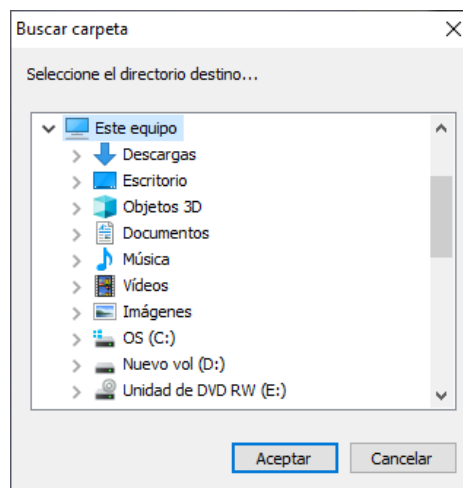 Buscar carpeta
Seleccione el directorio destino...
Este equipo
Descargas
Escritorio
Objetos 3D
Documentos
Música
Vídeos
Imágenes
OS (C:)
Nuevo vol (D:)
Unidad de DVD RW (E:)
Aceptar
Cancelar